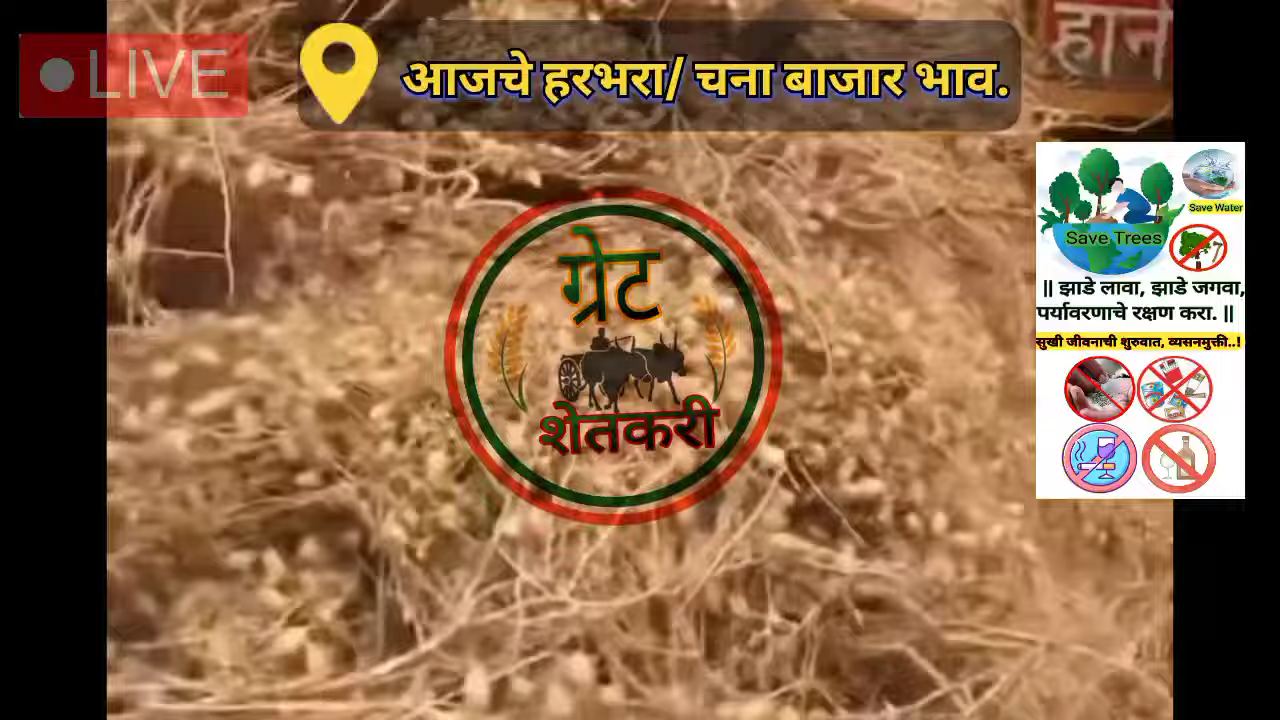 LIVE
आजचे हरभरा/ चना बाजार भाव.
हान
Save Water
Save Trees
|| झाडे लावा, झाडे जगवा,
पर्यावरणाचे रक्षण करा. ||
सुखी जीवनाची शुरुवात, व्यसनमुक्ती..!
ग्रेट
शेतकरी